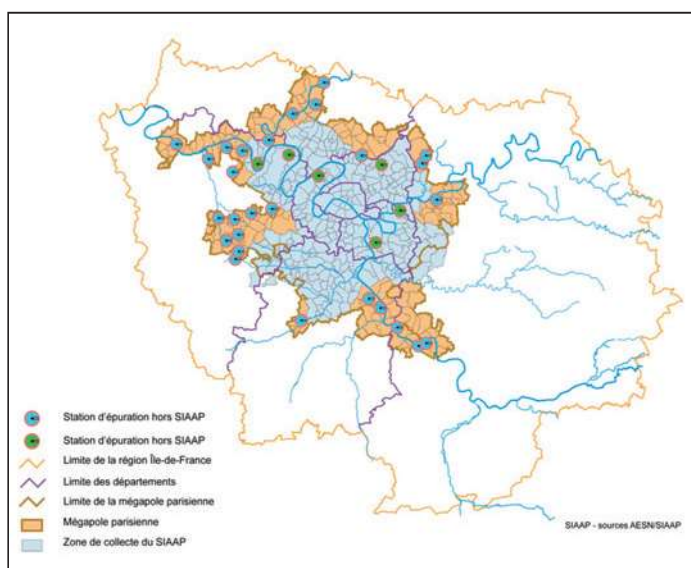 Station d'épuration hors SIAAP
Station d'épuration hors SIAAP
Limite de la région Île-de-France
Limite des départements
Limite de la mégapole parisienne
Mégapole parisienne
Zone de collecte du SIAAP
SIAAP - sources AESN/SIAAP